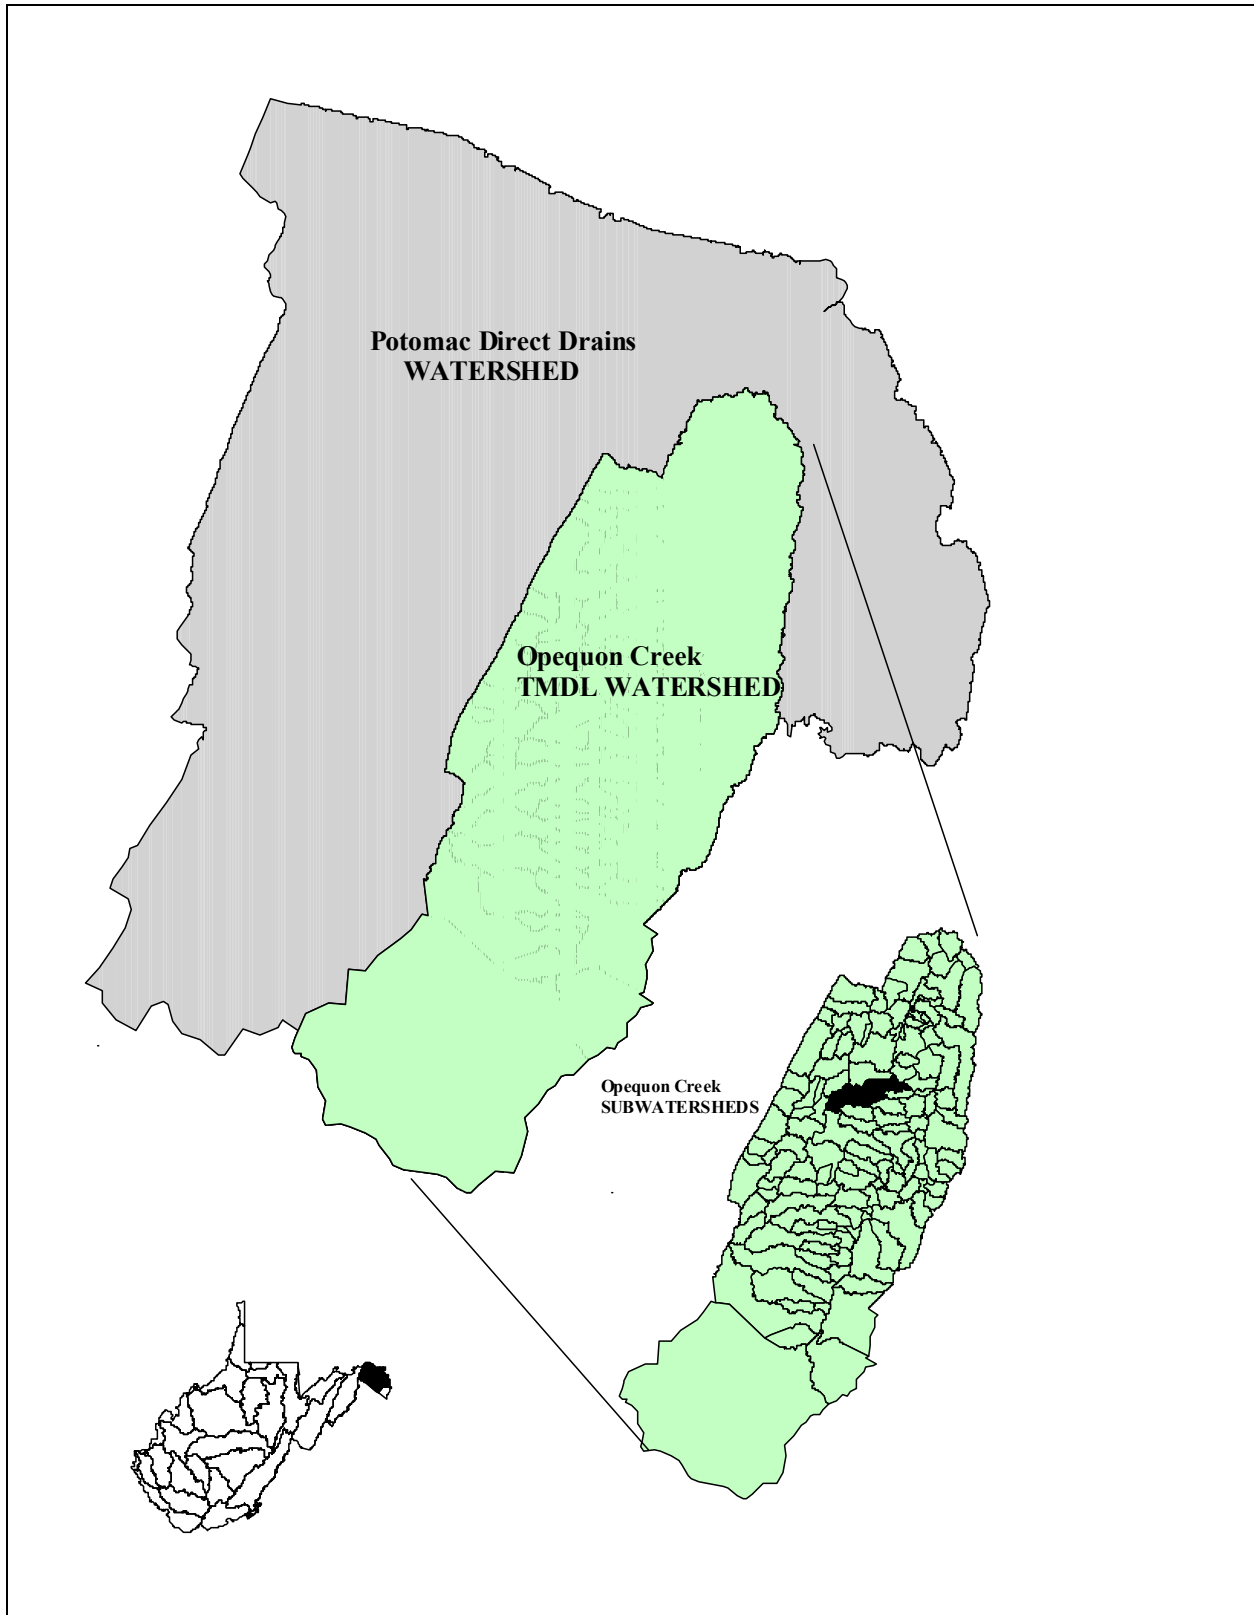 Potomac Direct Drains
WATERSHED
Opequon Creek
TMDL WATERSHED
Opequon Creek
SUBWATERSHEDS